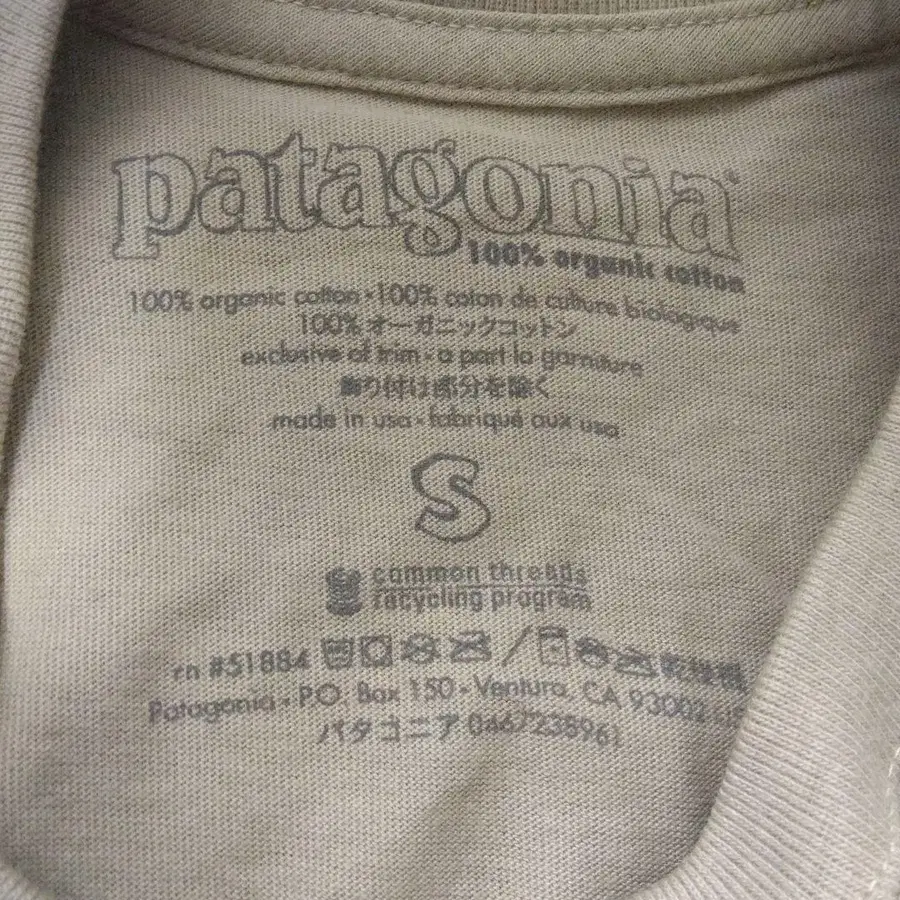 patagonia®
100% organic cotton
100% organic cotton • 100% coton de culture biologique
100% オーガニックコットン
exclusive of trim • a part la garniture
飾り付け部分を除く
made in usa • fabriqué aux usa
S
common threads
recycling program
rn #51884
Patagonia • P.O. Box 150 • Ventura, CA 93002
パタゴニア 0467238961